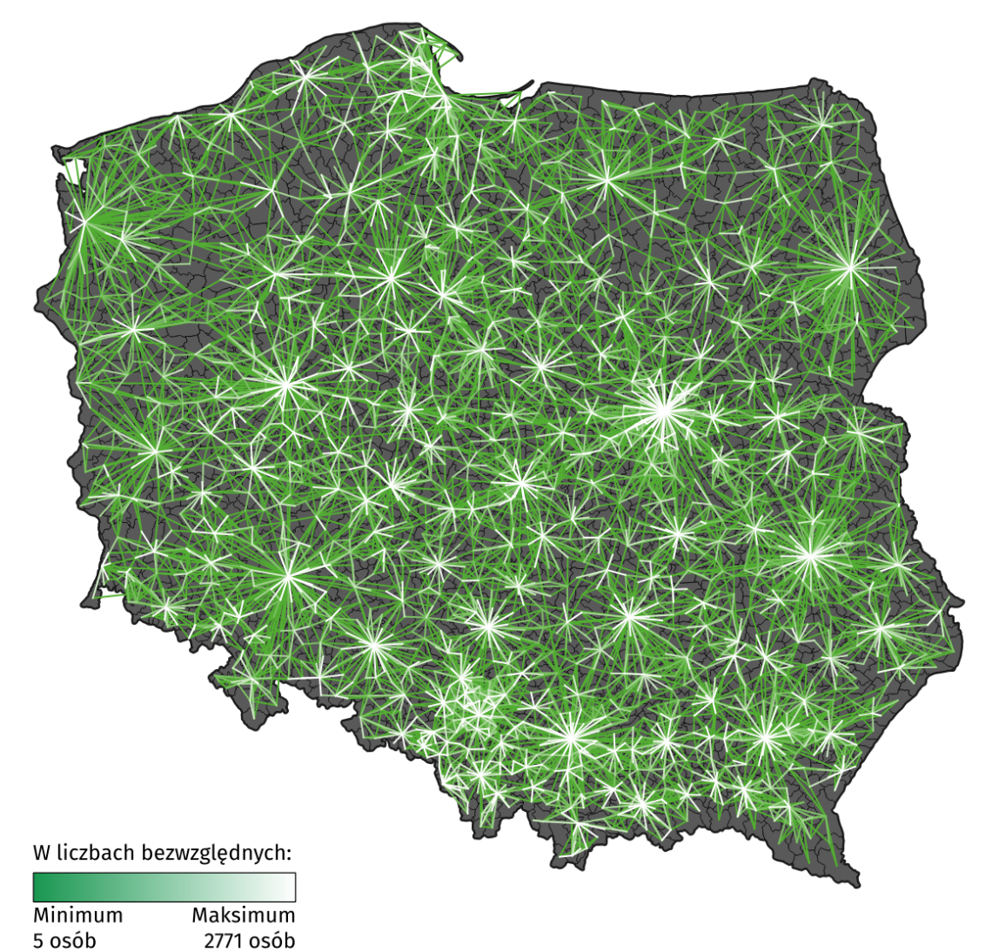 W liczbach bezwzględnych:
Minimum Maksimum
5 osób 2771 osób